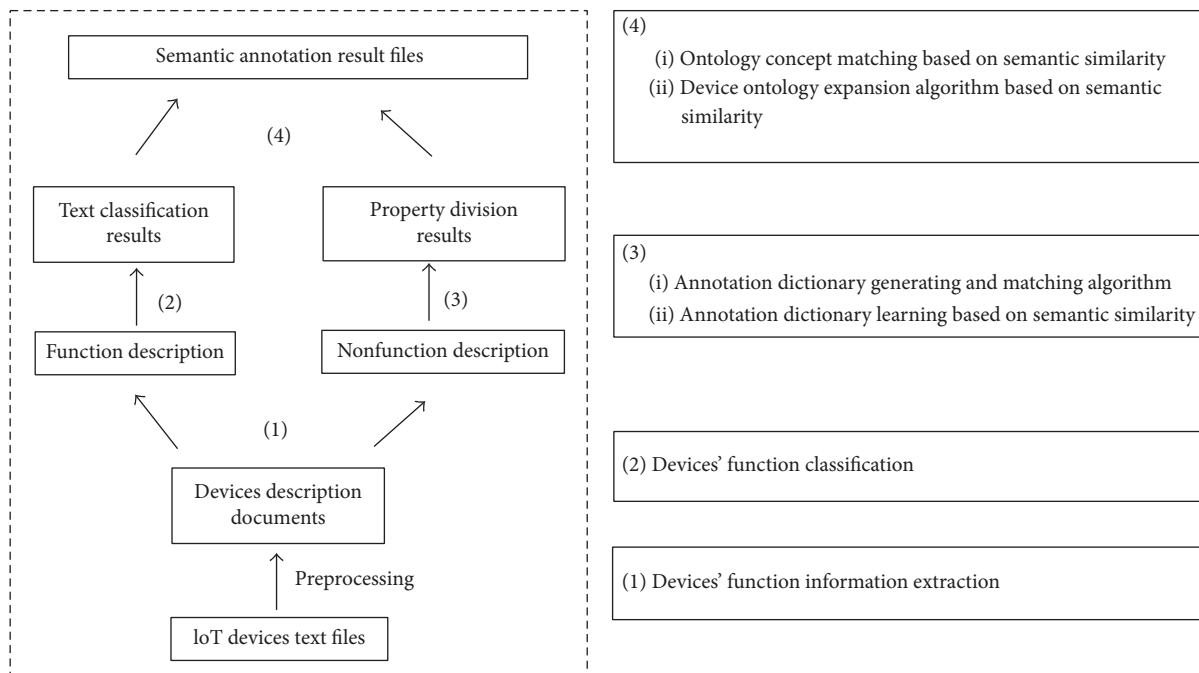 Semantic annotation result files
(4)
Text classification
results
Property division
results
(2)
(3)
Function description
Nonfunction description
(1)
Devices description
documents
Preprocessing
IoT devices text files
(4)
(i) Ontology concept matching based on semantic similarity
(ii) Device ontology expansion algorithm based on semantic
similarity
(3)
(i) Annotation dictionary generating and matching algorithm
(ii) Annotation dictionary learning based on semantic similarity
(2) Devices’ function classification
(1) Devices’ function information extraction